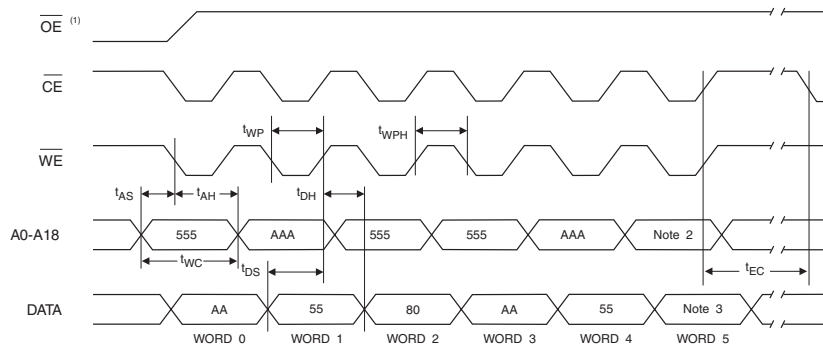 OE (1)
CE
tWP tWPH
WE
tAS tAH tDH
A0-A18 555 AAA 555 555 AAA Note 2
tWC tDS tEC
DATA AA 55 80 AA 55 Note 3
WORD 0 WORD 1 WORD 2 WORD 3 WORD 4 WORD 5